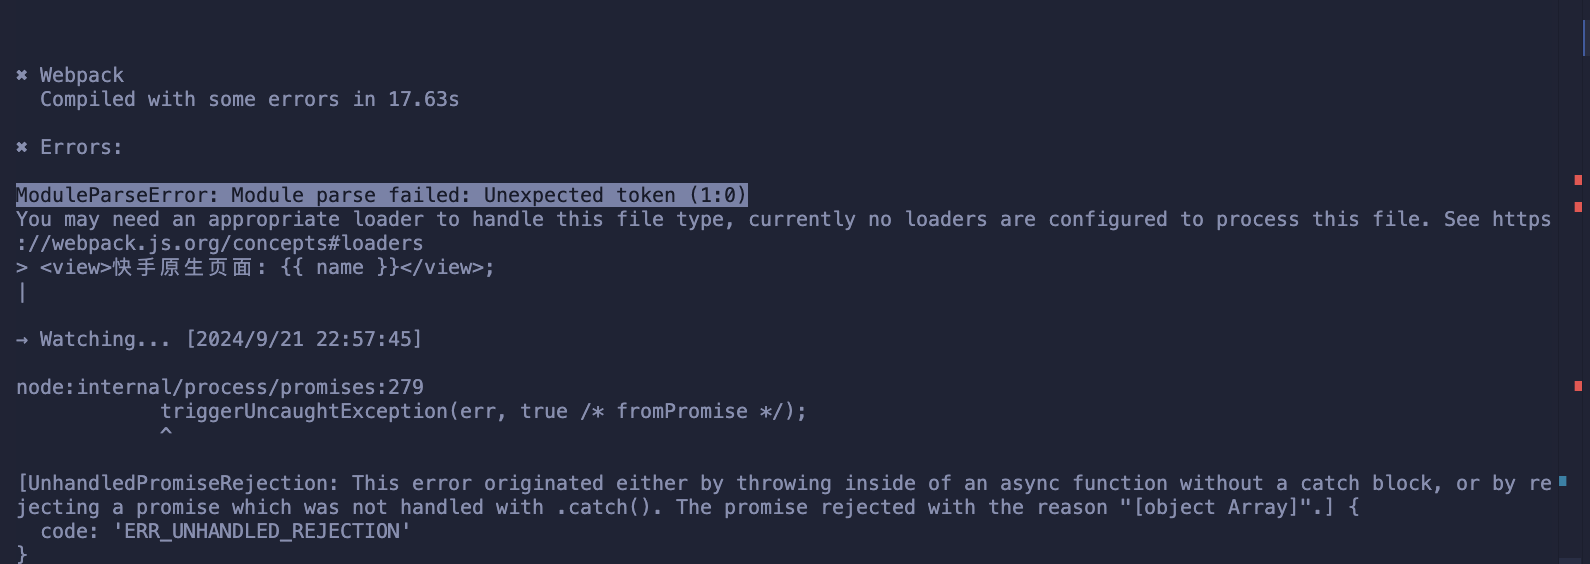 ✖ Webpack
Compiled with some errors in 17.63s
✖ Errors:
ModuleParseError: Module parse failed: Unexpected token (1:0)
You may need an appropriate loader to handle this file type, currently no loaders are configured to process this file. See https
://webpack.js.org/concepts#loaders
> <view>快手原生页面: {{ name }}</view>;
|
→ Watching... [2024/9/21 22:57:45]
node:internal/process/promises:279
triggerUncaughtException(err, true /* fromPromise */);
^
[UnhandledPromiseRejection: This error originated either by throwing inside of an async function without a catch block, or by re
jecting a promise which was not handled with .catch(). The promise rejected with the reason "[object Array]".] {
code: 'ERR_UNHANDLED_REJECTION'
}